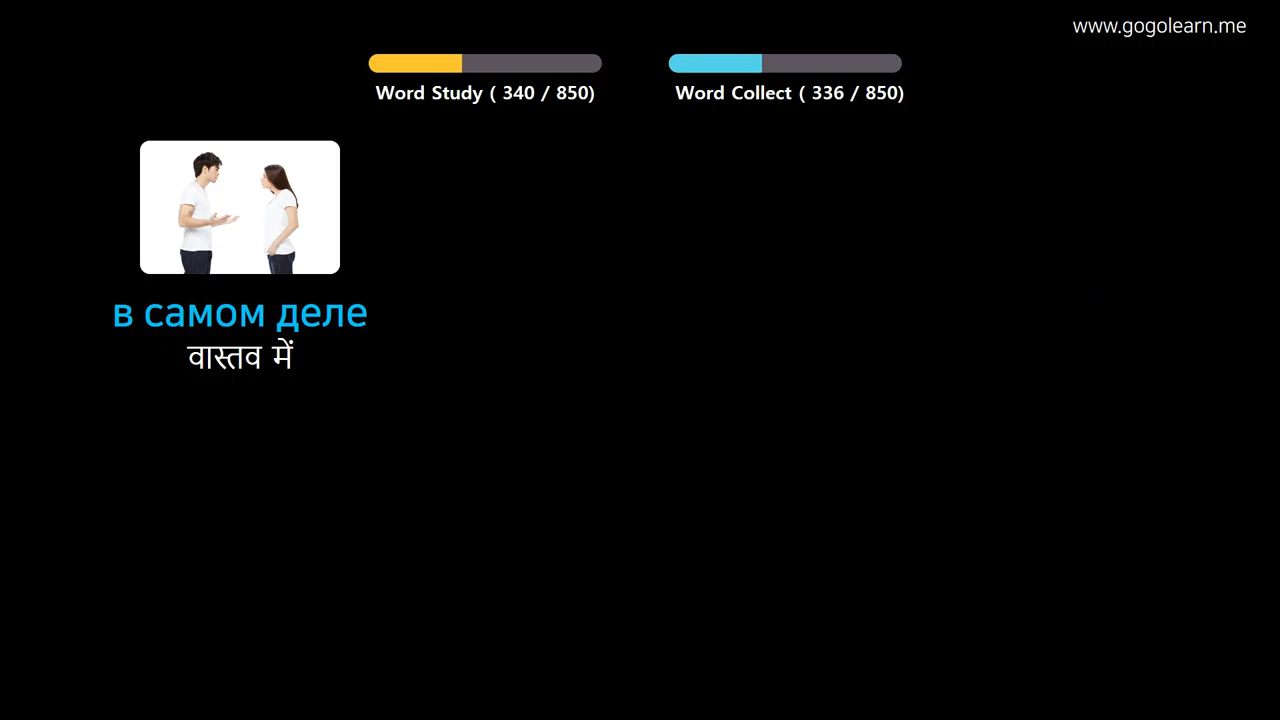 www.gogolearn.me
Word Study ( 340 / 850)
Word Collect ( 336 / 850)
в самом деле
वास्तव में